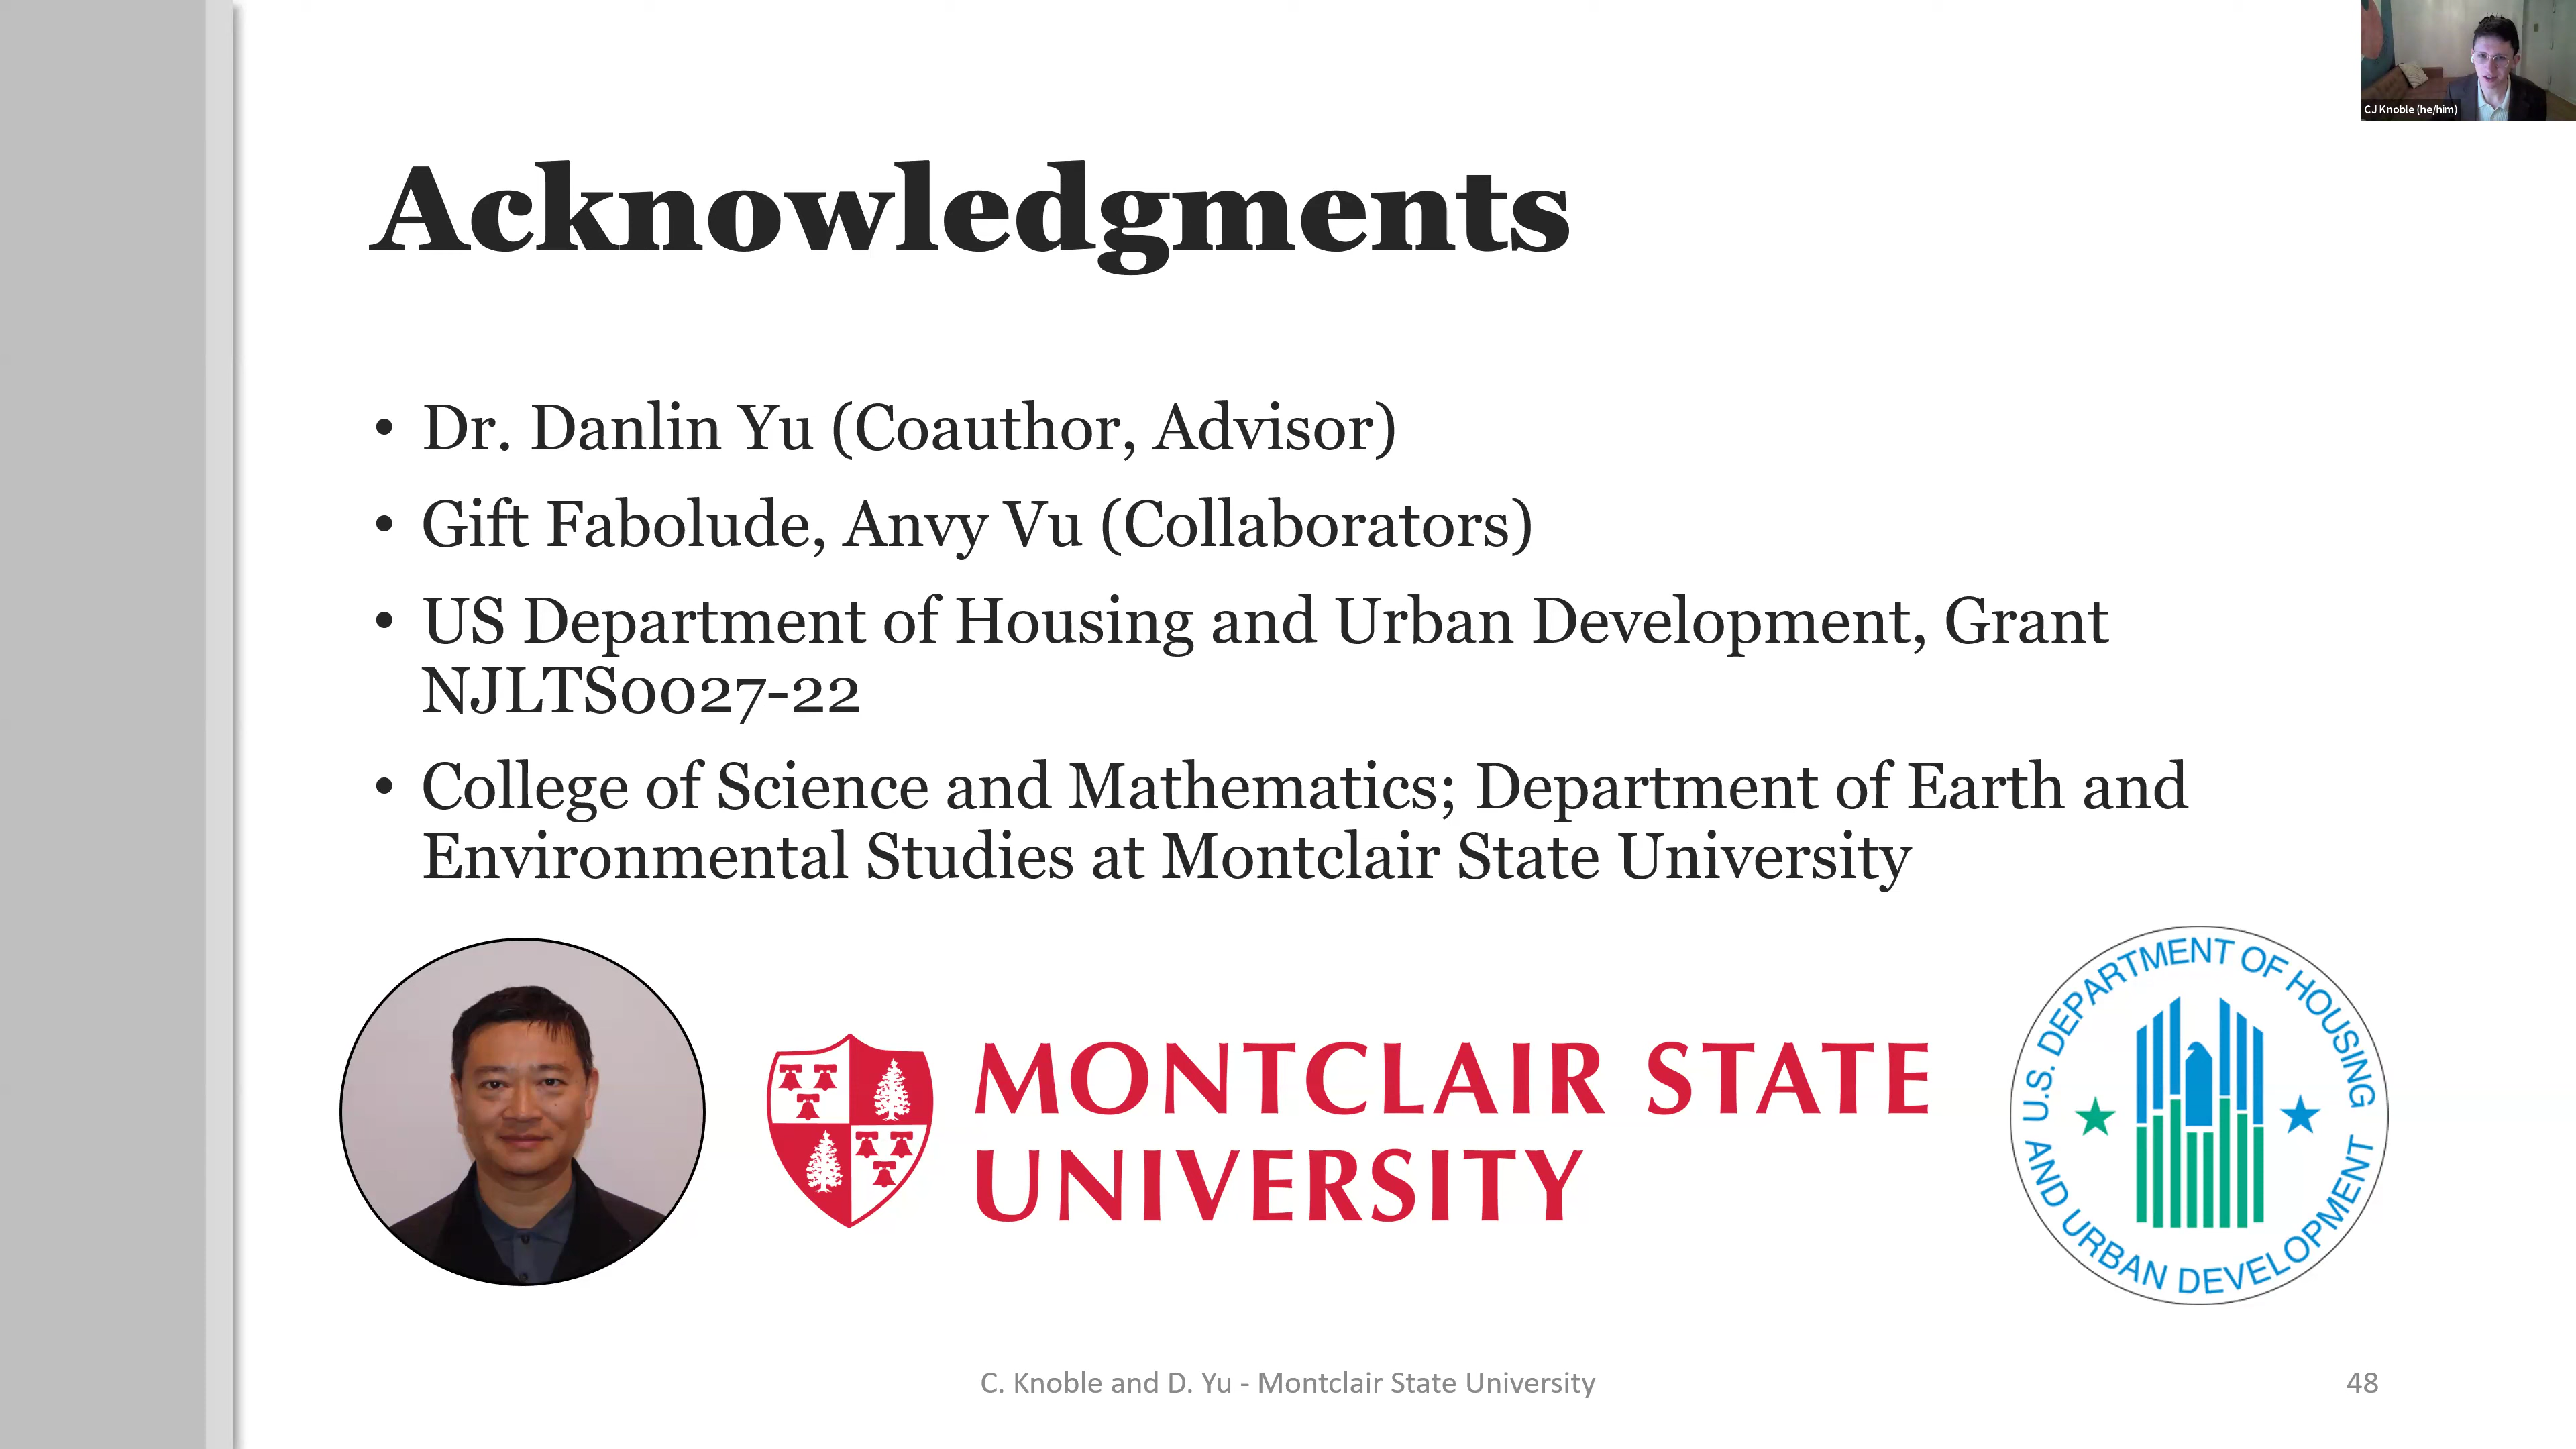 CJ Knoble (he/him)
Acknowledgments
• Dr. Danlin Yu (Coauthor, Advisor)
• Gift Fabolude, Anvy Vu (Collaborators)
• US Department of Housing and Urban Development, Grant
NJLTS0027-22
• College of Science and Mathematics; Department of Earth and
Environmental Studies at Montclair State University
MONTCLAIR STATE
UNIVERSITY
U.S. DEPARTMENT OF HOUSING
AND URBAN DEVELOPMENT
C. Knoble and D. Yu - Montclair State University
48